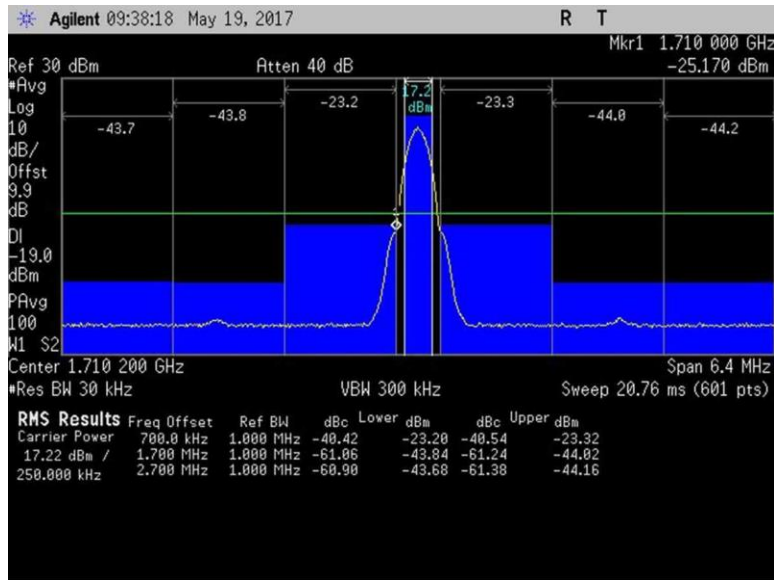 Agilent 09:38:18 May 19, 2017 R T
Mkr1 1.710 000 GHz
Ref 30 dBm Atten 40 dB -25.170 dBm
#Avg
Log
10
dB/
Offst
9.9
dB
DI
-19.0
dBm
PAvg
100
W1 S2
-43.7 -43.8 -23.2 17.2 dBm -23.3 -44.0 -44.2
1
Center 1.710 200 GHz Span 6.4 MHz
#Res BW 30 kHz VBW 300 kHz Sweep 20.76 ms (601 pts)
RMS Results Freq Offset Ref BW dBc Lower dBm dBc Upper dBm
Carrier Power 700.0 kHz 1.000 MHz -40.42 -23.20 -40.54 -23.32
17.22 dBm / 1.700 MHz 1.000 MHz -61.06 -43.84 -61.24 -44.02
250.000 kHz 2.700 MHz 1.000 MHz -60.90 -43.68 -61.38 -44.16